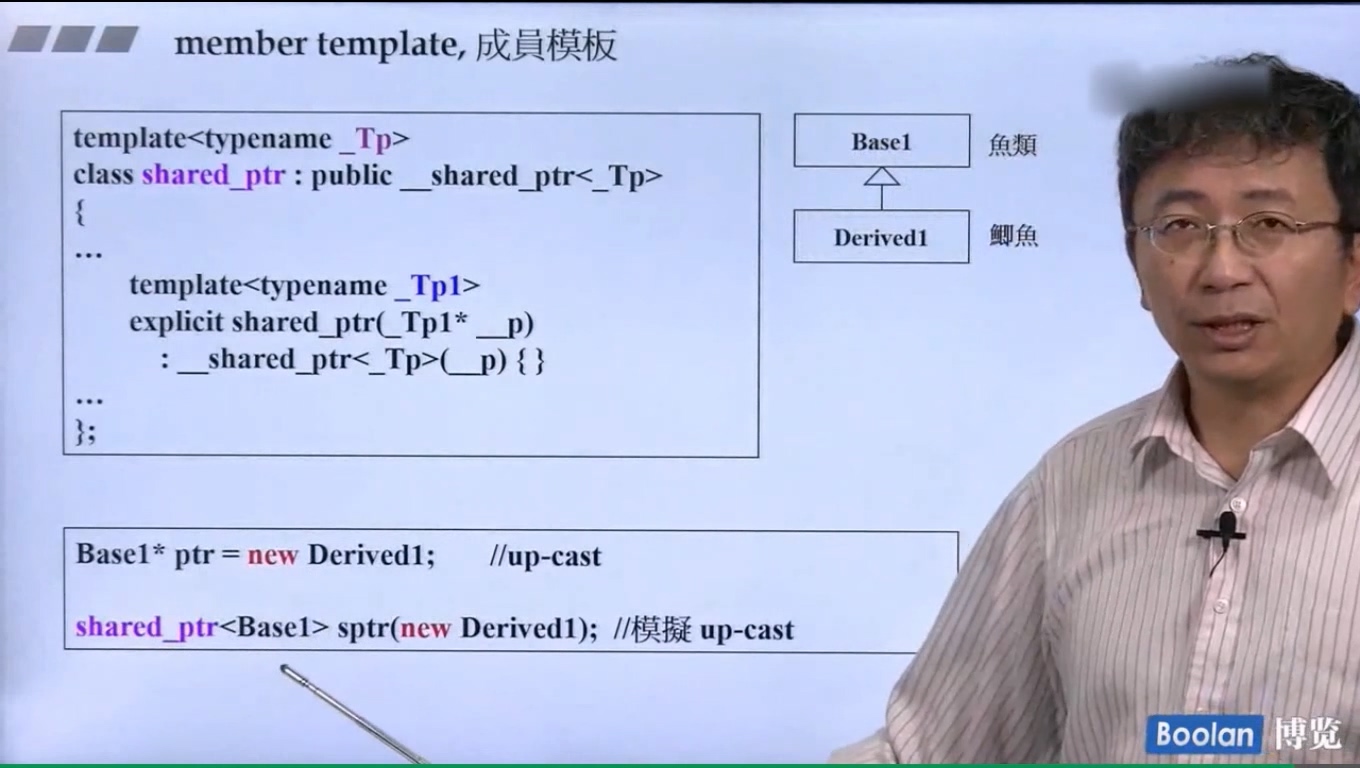 member template, 成員模板
template<typename _Tp>
class shared_ptr : public __shared_ptr<_Tp>
{
...
template<typename _Tp1>
explicit shared_ptr(_Tp1* __p)
: __shared_ptr<_Tp>(__p) { }
...
};
Base1
魚類
Derived1
鯽魚
Base1* ptr = new Derived1; //up-cast
shared_ptr<Base1> sptr(new Derived1); //模擬 up-cast
Boolan 博览